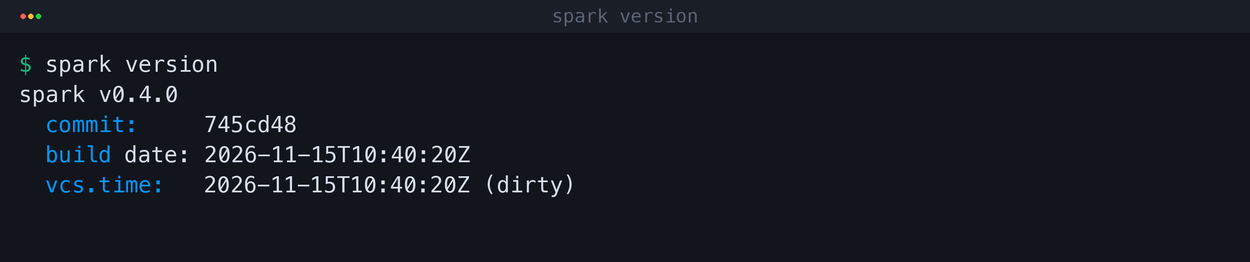 spark version
$ spark version
spark v0.4.0
commit: 745cd48
build date: 2026-11-15T10:40:20Z
vcs.time: 2026-11-15T10:40:20Z (dirty)